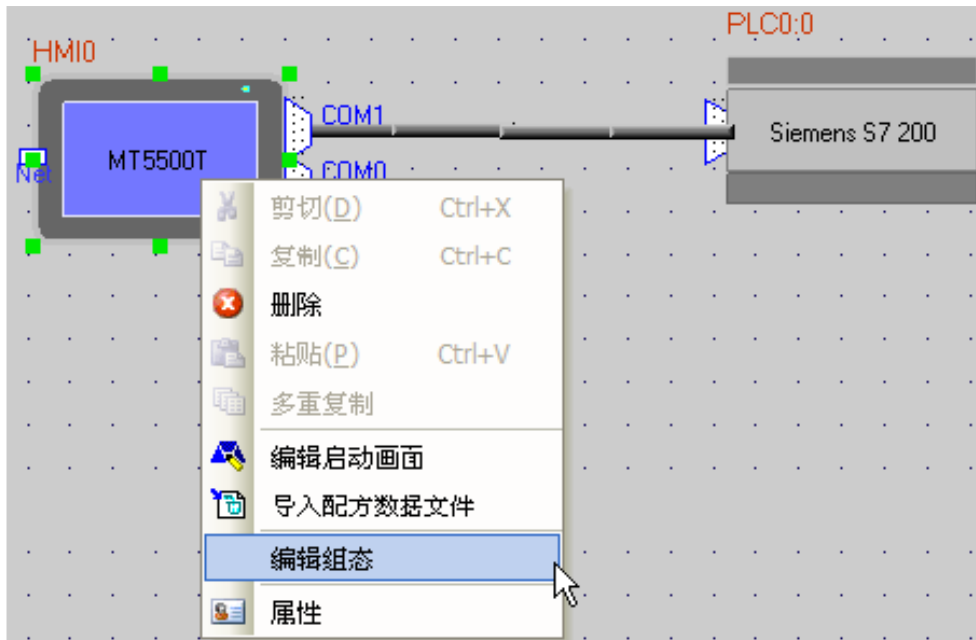 PLC0:0
HMI0
COM1
Siemens S7 200
MT5500T
Net
COM0
剪切(D) Ctrl+X
复制(C) Ctrl+C
删除
粘贴(P) Ctrl+V
多重复制
编辑启动画面
导入配方数据文件
编辑组态
属性